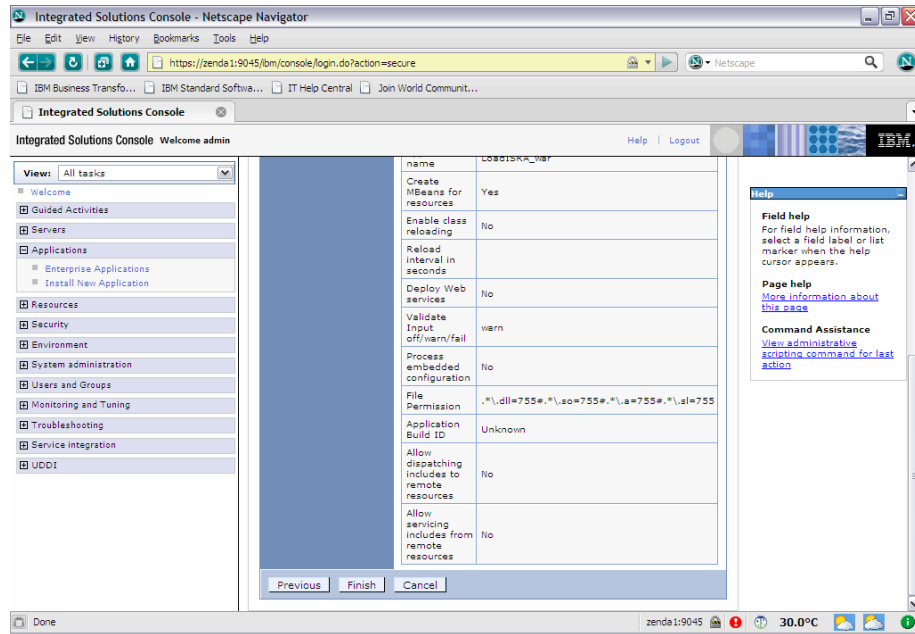 Integrated Solutions Console - Netscape Navigator
File Edit View History Bookmarks Tools Help
https://zenda1:9045/ibm/console/login.do?action=secure
Netscape
IBM Business Transfo... IBM Standard Softwa... IT Help Central Join World Communit...
Integrated Solutions Console
Integrated Solutions Console Welcome admin
Help Logout
IBM.
View: All tasks
Welcome
Guided Activities
Servers
Applications
Enterprise Applications
Install New Application
Resources
Security
Environment
System administration
Users and Groups
Monitoring and Tuning
Troubleshooting
Service integration
UDDI
name LoadISRA_war
Create
MBeans for
resources
Yes
Enable class
reloading
No
Reload
interval in
seconds
Deploy Web
services
No
Validate
Input
off/warn/fail
warn
Process
embedded
configuration
No
File
Permission
.*\.dll=755#.*\.so=755#.*\.a=755#.*\.sl=755
Application
Build ID
Unknown
Allow
dispatching
includes to
remote
resources
No
Allow
servicing
includes from
remote
resources
No
Previous Finish Cancel
Help
Field help
For field help information,
select a field label or list
marker when the help
cursor appears.
Page help
More information about
this page
Command Assistance
View administrative
scripting command for last
action
Done
zenda1:9045
30.0°C